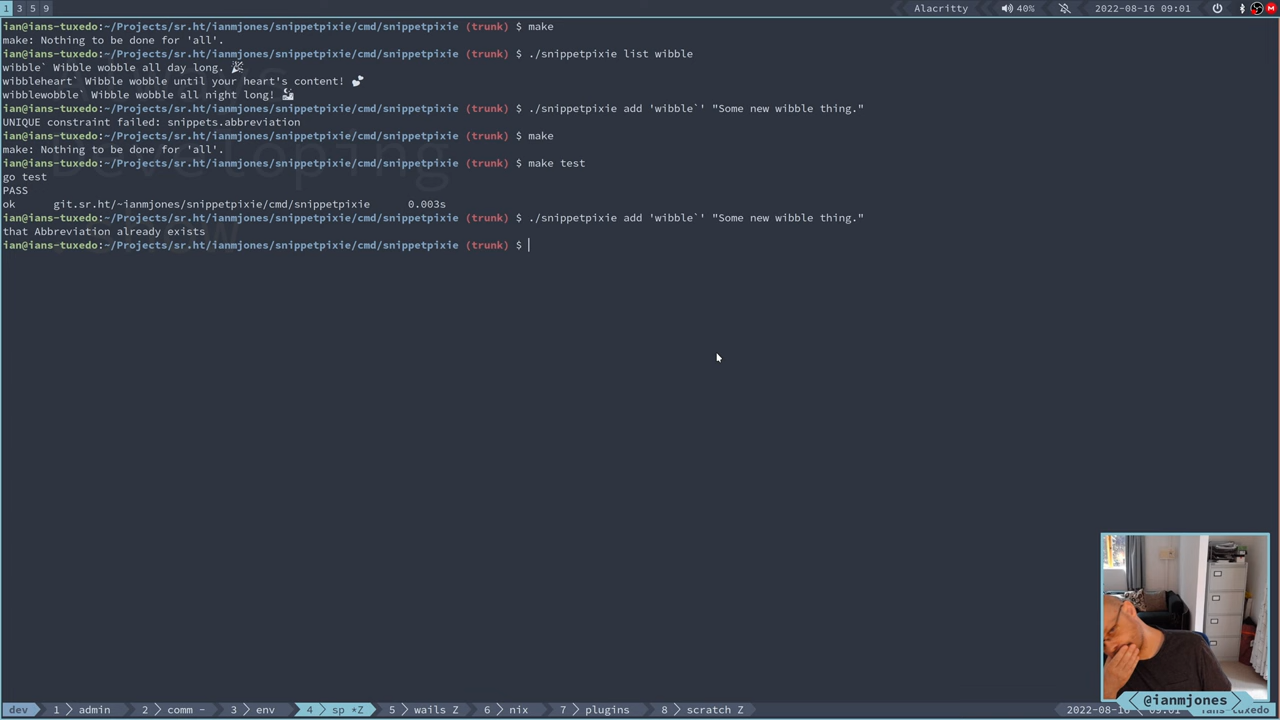 1 3 5 9 Alacritty 40% 2022-08-16 09:01
ian@ians-tuxedo:~/Projects/sr.ht/ianmjones/snippetpixie/cmd/snippetpixie (trunk) $ make
make: Nothing to be done for 'all'.
ian@ians-tuxedo:~/Projects/sr.ht/ianmjones/snippetpixie/cmd/snippetpixie (trunk) $ ./snippetpixie list wibble
wibble` Wibble wobble all day long. 🎉
wibbleheart` Wibble wobble until your heart's content! 💕
wibblewobble` Wibble wobble all night long!
ian@ians-tuxedo:~/Projects/sr.ht/ianmjones/snippetpixie/cmd/snippetpixie (trunk) $ ./snippetpixie add 'wibble`' "Some new wibble thing."
UNIQUE constraint failed: snippets.abbreviation
ian@ians-tuxedo:~/Projects/sr.ht/ianmjones/snippetpixie/cmd/snippetpixie (trunk) $ make
make: Nothing to be done for 'all'.
Developing
ian@ians-tuxedo:~/Projects/sr.ht/ianmjones/snippetpixie/cmd/snippetpixie (trunk) $ make test
go test
PASS
ok git.sr.ht/~ianmjones/snippetpixie/cmd/snippetpixie 0.003s
ian@ians-tuxedo:~/Projects/sr.ht/ianmjones/snippetpixie/cmd/snippetpixie (trunk) $ ./snippetpixie add 'wibble`' "Some new wibble thing."
that Abbreviation already exists
ian@ians-tuxedo:~/Projects/sr.ht/ianmjones/snippetpixie/cmd/snippetpixie (trunk) $
@ianmjones
dev 1 admin 2 comm - 3 env 4 sp *Z 5 wails Z 6 nix 7 plugins 8 scratch Z 2022-08-16